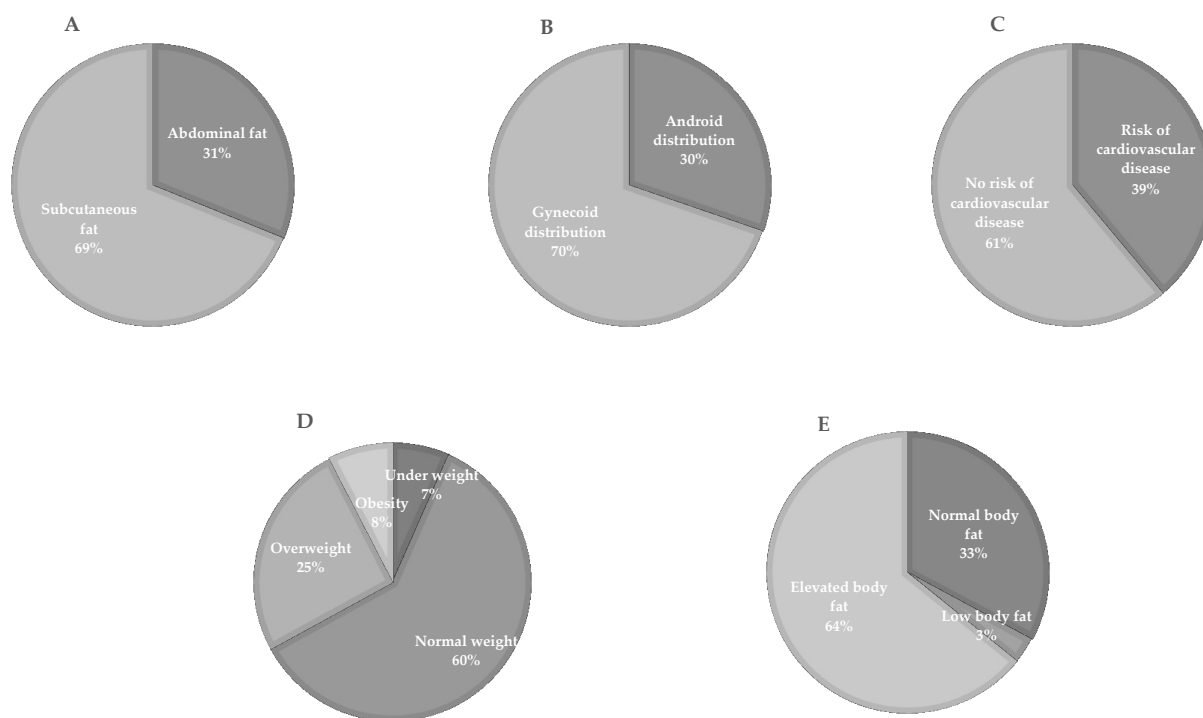 A
Abdominal fat
31%
Subcutaneous
fat
69%
B
Android
distribution
30%
Gynecoid
distribution
70%
C
Risk of
cardiovascular
disease
39%
No risk of
cardiovascular
disease
61%
D
Under weight
7%
Obesity
8%
Overweight
25%
Normal weight
60%
E
Normal body
fat
33%
Elevated body
fat
64%
Low body fat
3%